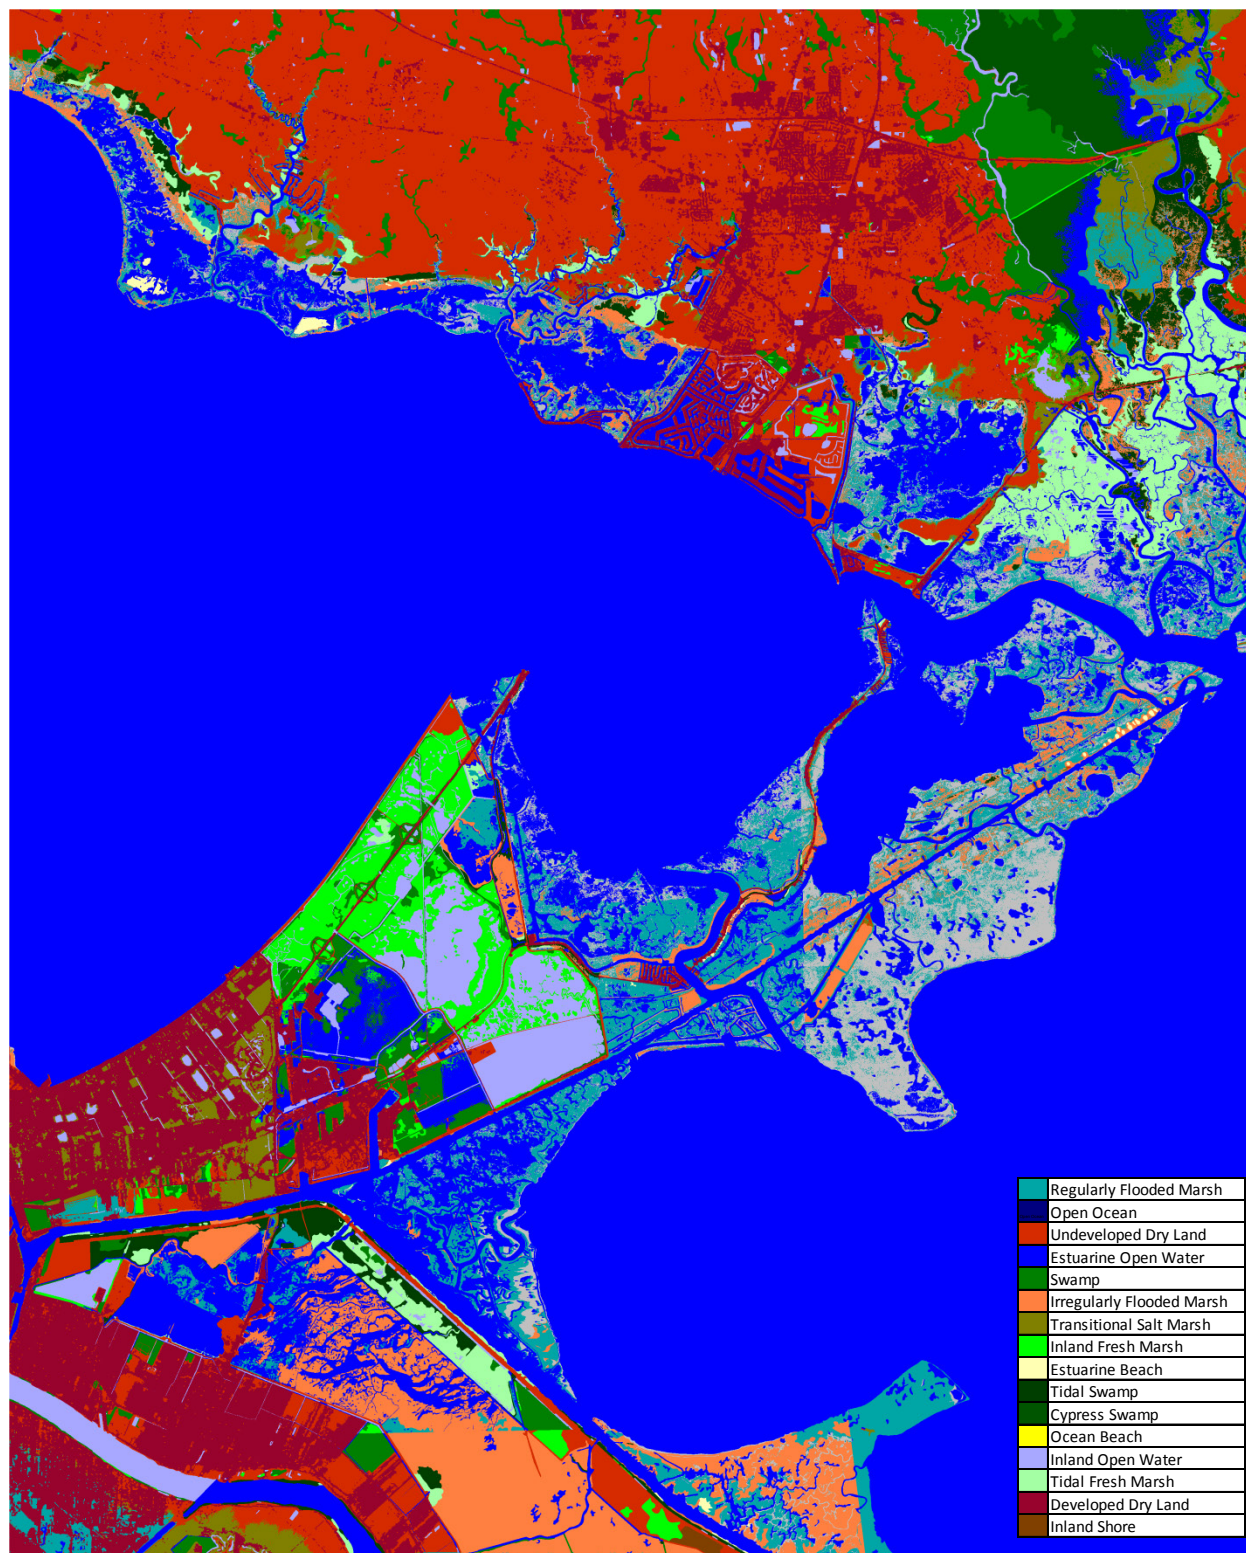 Regularly Flooded Marsh
Open Ocean
Undeveloped Dry Land
Estuarine Open Water
Swamp
Irregularly Flooded Marsh
Transitional Salt Marsh
Inland Fresh Marsh
Estuarine Beach
Tidal Swamp
Cypress Swamp
Ocean Beach
Inland Open Water
Tidal Fresh Marsh
Developed Dry Land
Inland Shore